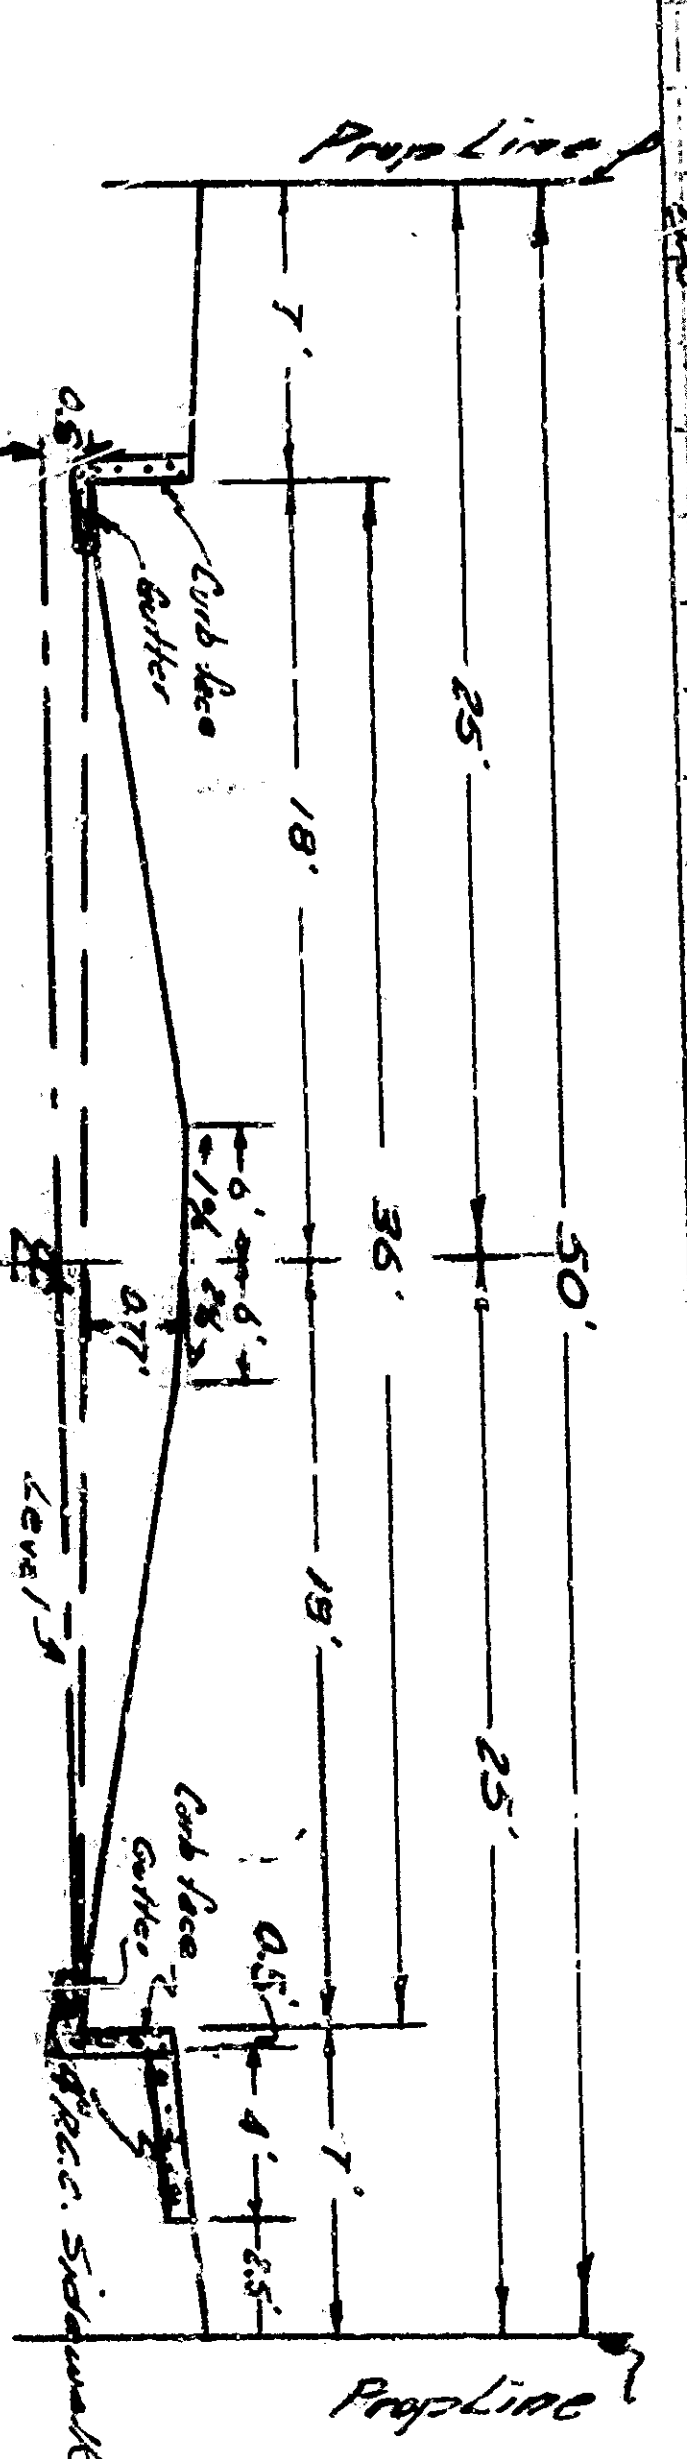 Prop Line
Prop Line
50'
25'
25'
36'
7'
18'
18'
7'
6'
6'
1%
2%
0.5'
4'
2.5'
0.5'
Curb face
Gutter
0.77'
Curb face
Gutter
Level
4" P.C.C. Sidewalk